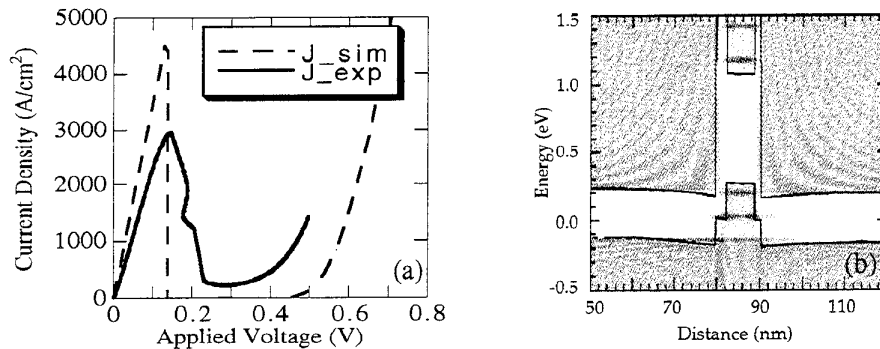 5000
4000
3000
2000
1000
0
Current Density (A/cm²)
J_sim
J_exp
(a)
0 0.2 0.4 0.6 0.8
Applied Voltage (V)
1.5
1.0
0.5
0.0
-0.5
Energy (eV)
(b)
50 70 90 110
Distance (nm)